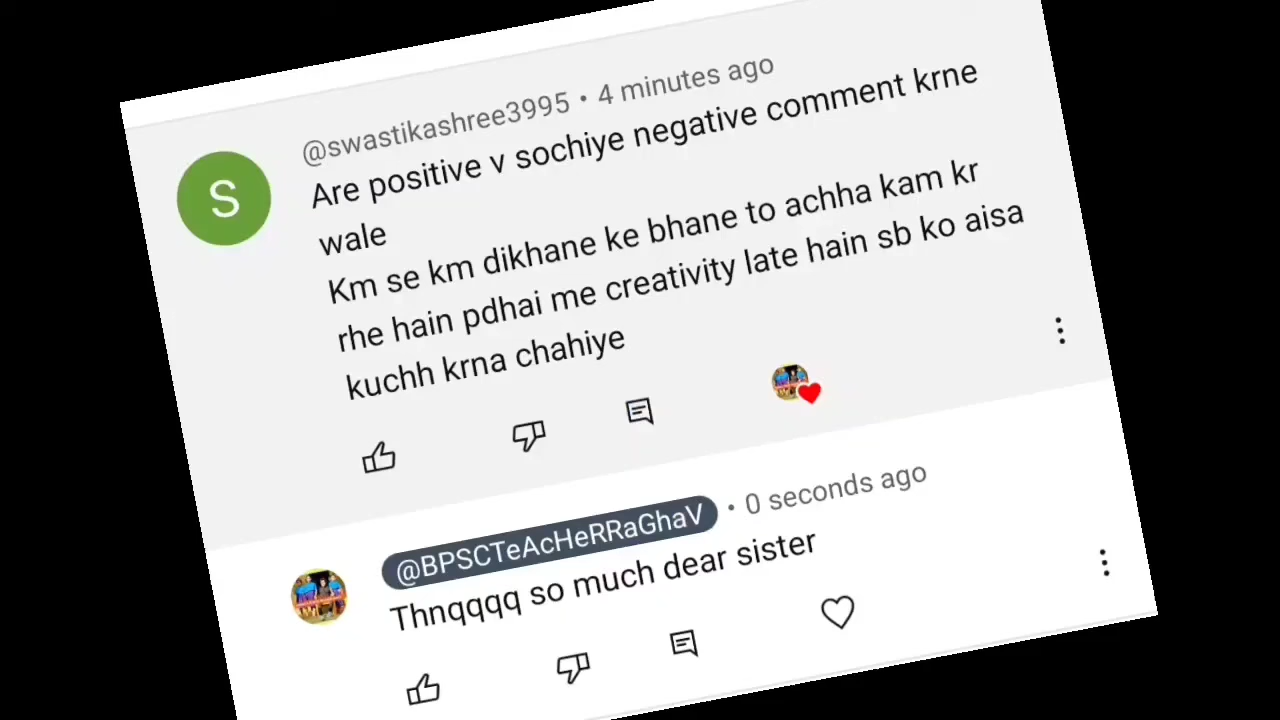 @swastikashree3995 • 4 minutes ago
Are positive v sochiye negative comment krne
wale
Km se km dikhane ke bhane to achha kam kr
rhe hain pdhai me creativity late hain sb ko aisa
kuchh krna chahiye
S
@BPSCTeAcHeRRaGhaV • 0 seconds ago
Thnqqqq so much dear sister